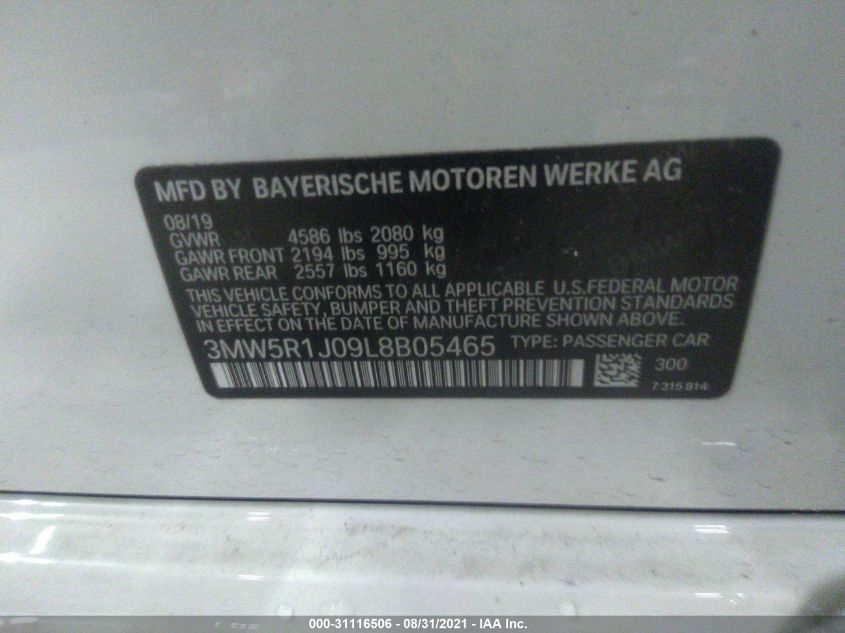 MFD BY BAYERISCHE MOTOREN WERKE AG
08/19
GVWR 4586 lbs 2080 kg
GAWR FRONT 2194 lbs 995 kg
GAWR REAR 2557 lbs 1160 kg
THIS VEHICLE CONFORMS TO ALL APPLICABLE U.S.FEDERAL MOTOR
VEHICLE SAFETY, BUMPER AND THEFT PREVENTION STANDARDS
IN EFFECT ON THE DATE OF MANUFACTURE SHOWN ABOVE.
3MW5R1J09L8B05465 TYPE: PASSENGER CAR
300
7 315 814
000-31116506 - 08/31/2021 - IAA Inc.